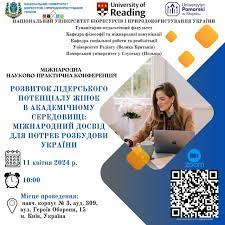 University of Reading
Uniwersytet Pomorski w Słupsku
НАЦІОНАЛЬНИЙ УНІВЕРСИТЕТ БІОРЕСУРСІВ І ПРИРОДОКОРИСТУВАННЯ УКРАЇНИ
Гуманітарно-педагогічний факультет
Кафедра філософії та міжнародної комунікації
Кафедра соціальної роботи та реабілітації
Університет Редінгу (Велика Британія)
Поморський університет у Слупську (Польща)
МІЖНАРОДНА
НАУКОВО-ПРАКТИЧНА КОНФЕРЕНЦІЯ
РОЗВИТОК ЛІДЕРСЬКОГО
ПОТЕНЦІАЛУ ЖІНОК
В АКАДЕМІЧНОМУ
СЕРЕДОВИЩІ:
МІЖНАРОДНИЙ ДОСВІД
ДЛЯ ПОТРЕБ РОЗБУДОВИ
УКРАЇНИ
11 квітня 2024 р.
10:00
zoom
Місце проведення:
навч. корпус № 3, ауд. 309,
вул. Героїв Оборони, 15
м. Київ, Україна